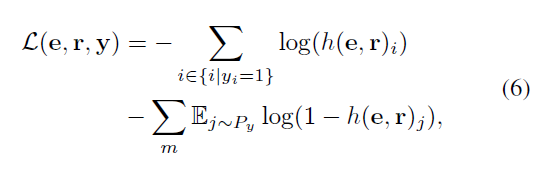 ℒ(𝐞, 𝐫, 𝐲) = − ∑_{i∈{i|y_i=1}} log(h(𝐞, 𝐫)_i)
− ∑_m 𝔼_{j∼P_y} log(1 − h(𝐞, 𝐫)_j), (6)